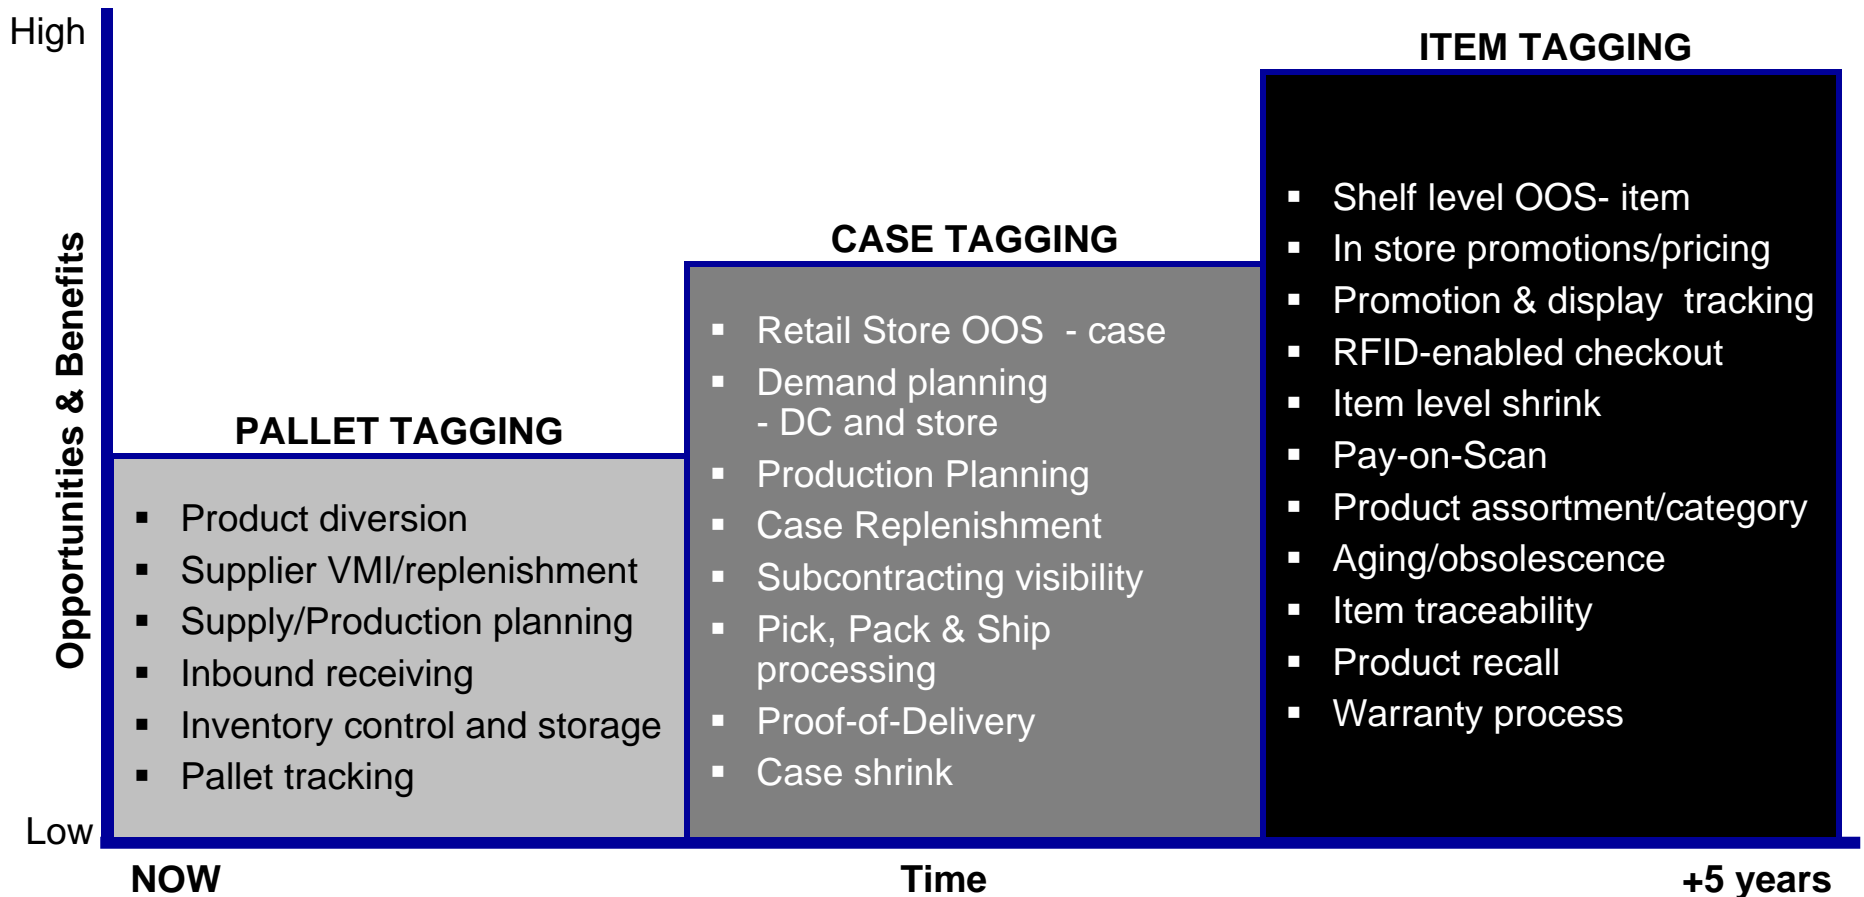 High
ITEM TAGGING
▪ Shelf level OOS- item
▪ In store promotions/pricing
▪ Promotion & display  tracking
▪ RFID-enabled checkout
▪ Item level shrink
▪ Pay-on-Scan
▪ Product assortment/category
▪ Aging/obsolescence
▪ Item traceability
▪ Product recall
▪ Warranty process
CASE TAGGING
▪ Retail Store OOS  - case
▪ Demand planning
- DC and store
▪ Production Planning
▪ Case Replenishment
▪ Subcontracting visibility
▪ Pick, Pack & Ship
processing
▪ Proof-of-Delivery
▪ Case shrink
PALLET TAGGING
▪ Product diversion
▪ Supplier VMI/replenishment
▪ Supply/Production planning
▪ Inbound receiving
▪ Inventory control and storage
▪ Pallet tracking
Opportunities & Benefits
Low
NOW
Time
+5 years